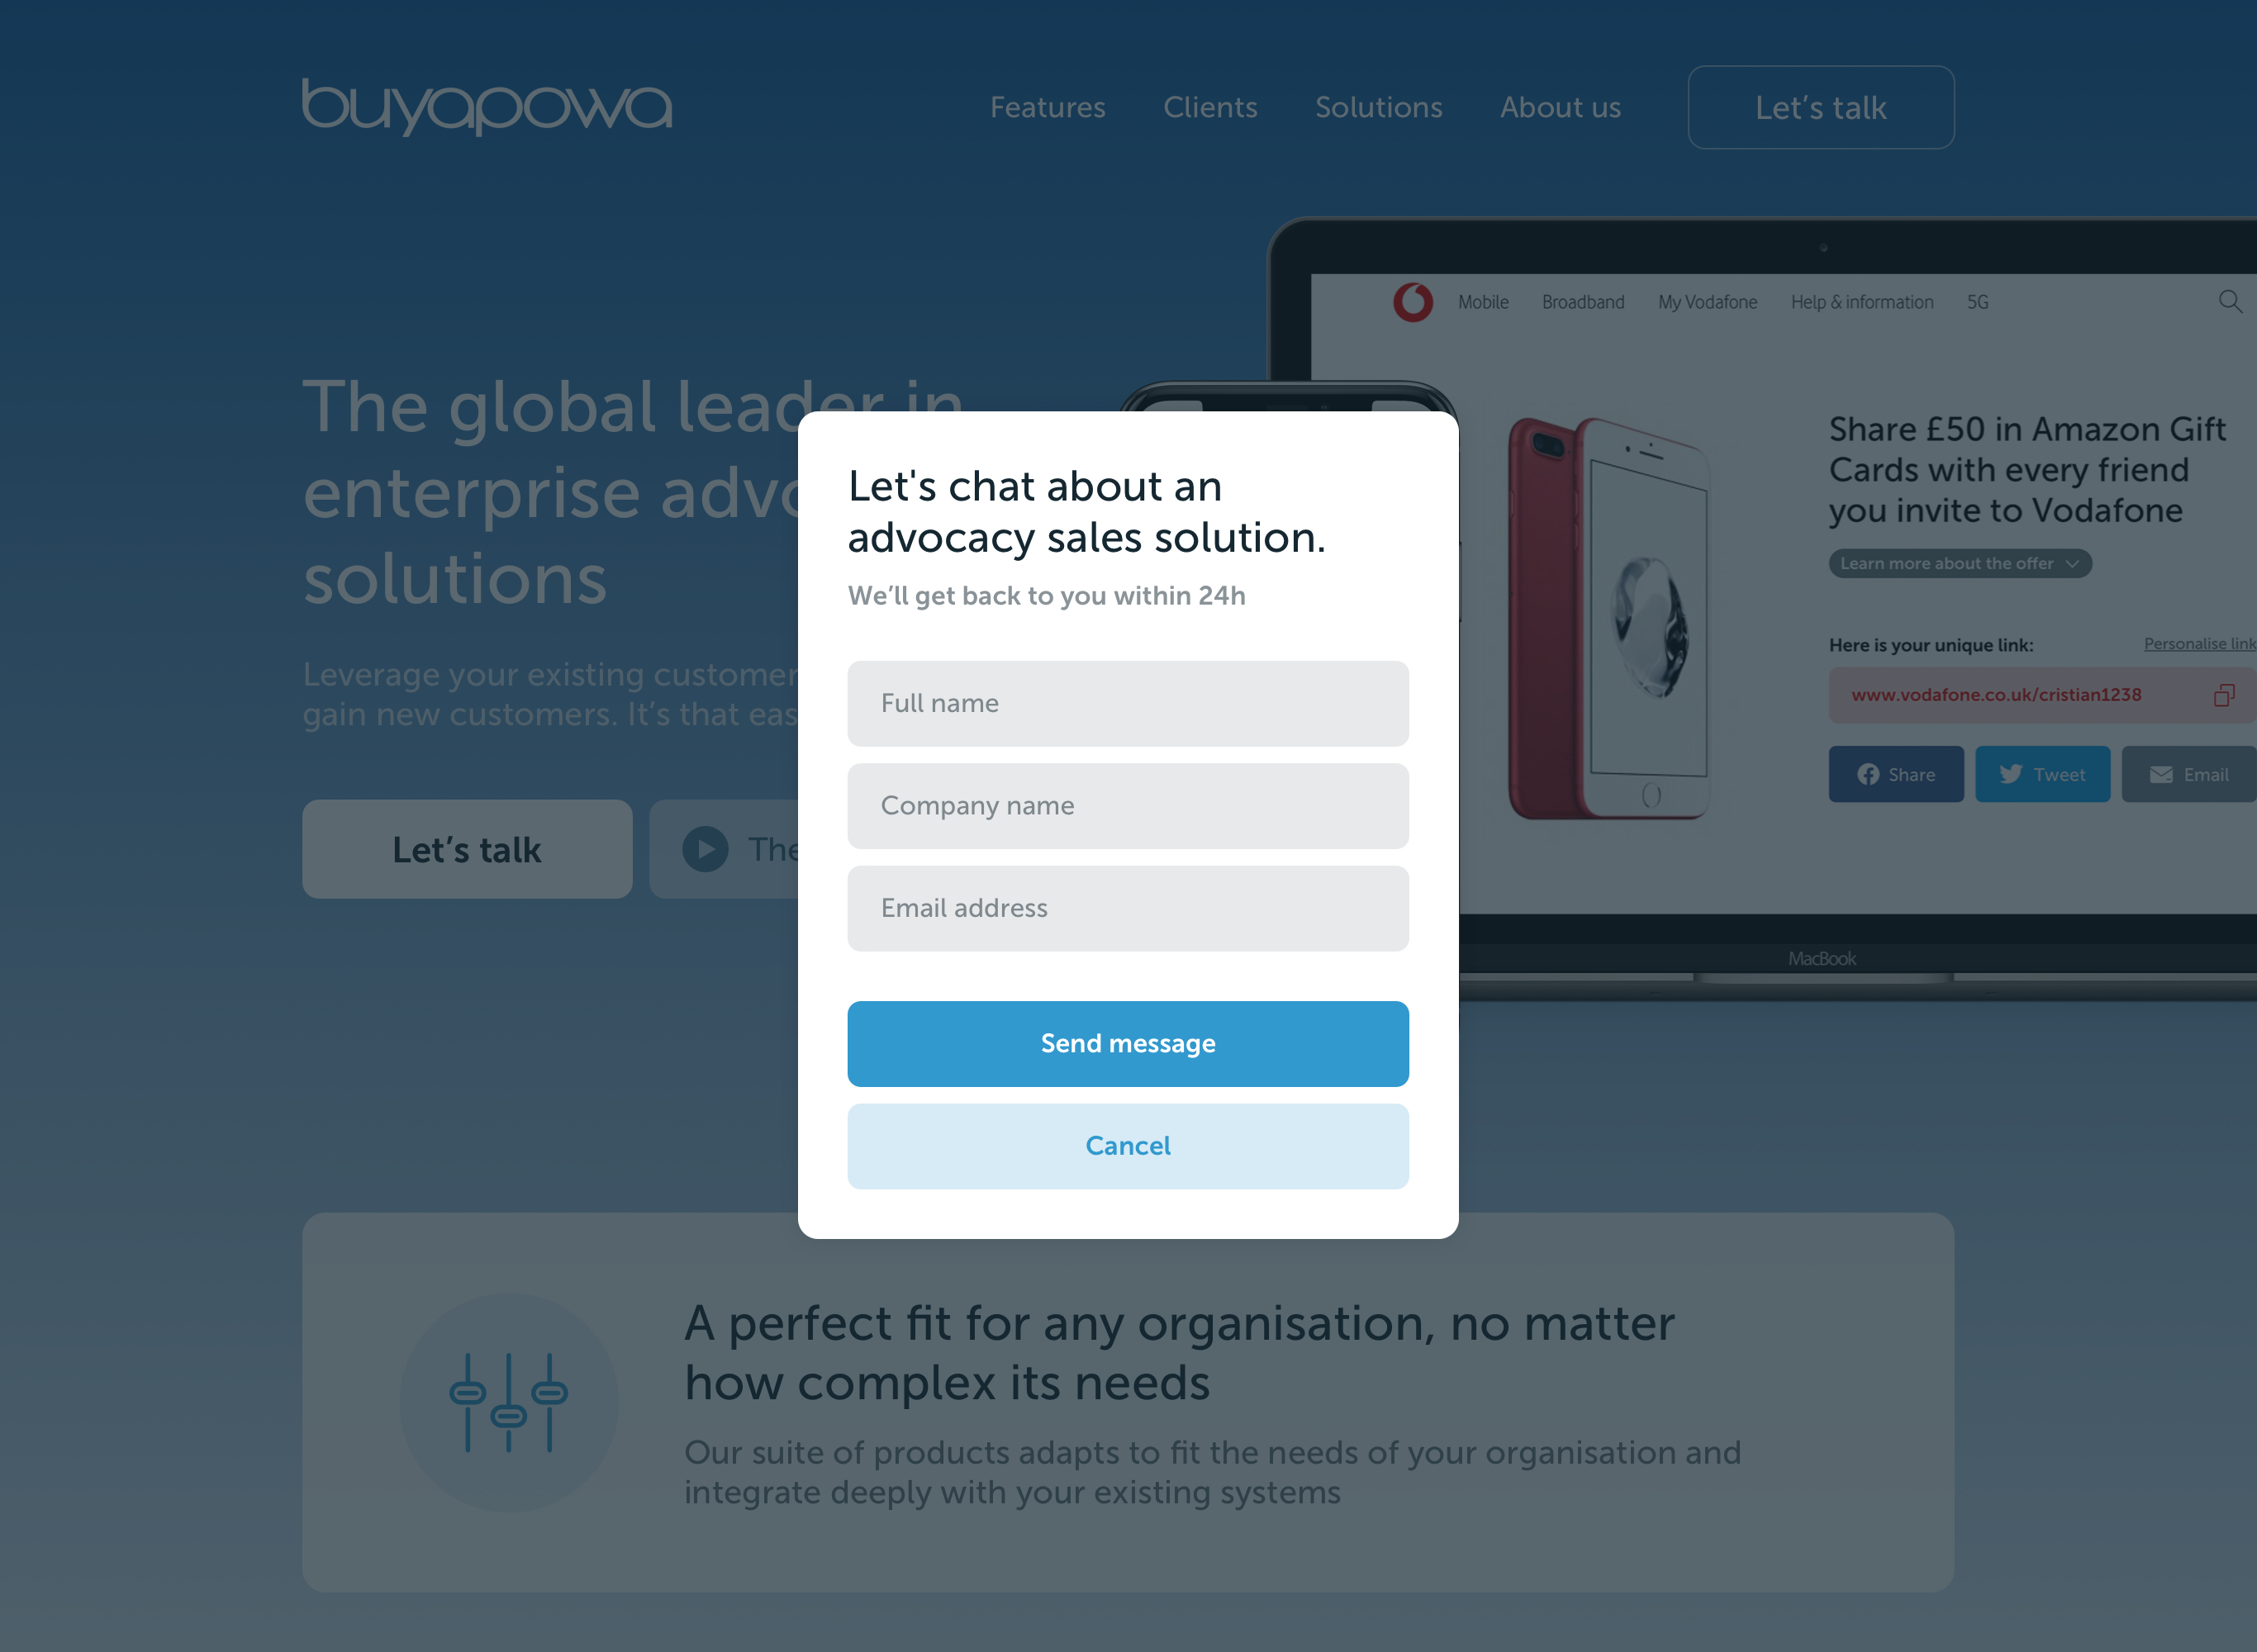 buyapowa
Features
Clients
Solutions
About us
Let’s talk
The global leader in
enterprise
solutions
Leverage your existing customer
gain new customers. It’s that
Let’s talk
The
Mobile
Broadband
My Vodafone
Help & information
5G
Share £50 in Amazon Gift
Cards with every friend
you invite to Vodafone
Learn more about the offer
Here is your unique link:
Personalise link
www.vodafone.co.uk/cristian1238
Share
Tweet
Email
MacBook
Let's chat about an
advocacy sales solution.
We’ll get back to you within 24h
Full name
Company name
Email address
Send message
Cancel
A perfect fit for any organisation, no matter
how complex its needs
Our suite of products adapts to fit the needs of your organisation and
integrate deeply with your existing systems